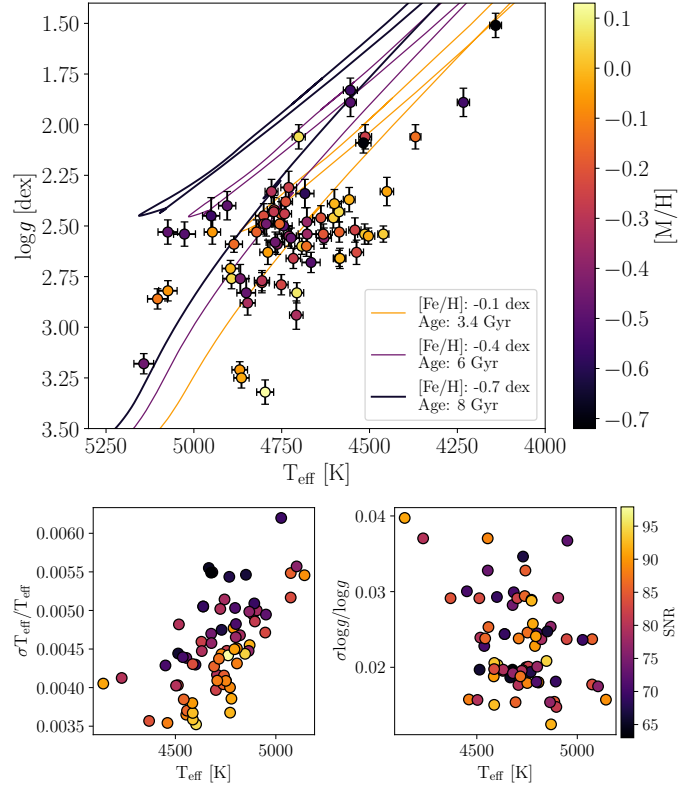 1.50
1.75
2.00
2.25
2.50
2.75
3.00
3.25
3.50
log g [dex]
5250 5000 4750 4500 4250 4000
T_eff [K]
[Fe/H]: -0.1 dex
Age: 3.4 Gyr
[Fe/H]: -0.4 dex
Age: 6 Gyr
[Fe/H]: -0.7 dex
Age: 8 Gyr
0.1
0.0
−0.1
−0.2
−0.3
−0.4
−0.5
−0.6
−0.7
[M/H]
0.0060
0.0055
0.0050
0.0045
0.0040
0.0035
σT_eff/T_eff
4500 5000
T_eff [K]
0.04
0.03
0.02
σlogg/logg
4500 5000
T_eff [K]
95
90
85
80
75
70
65
SNR